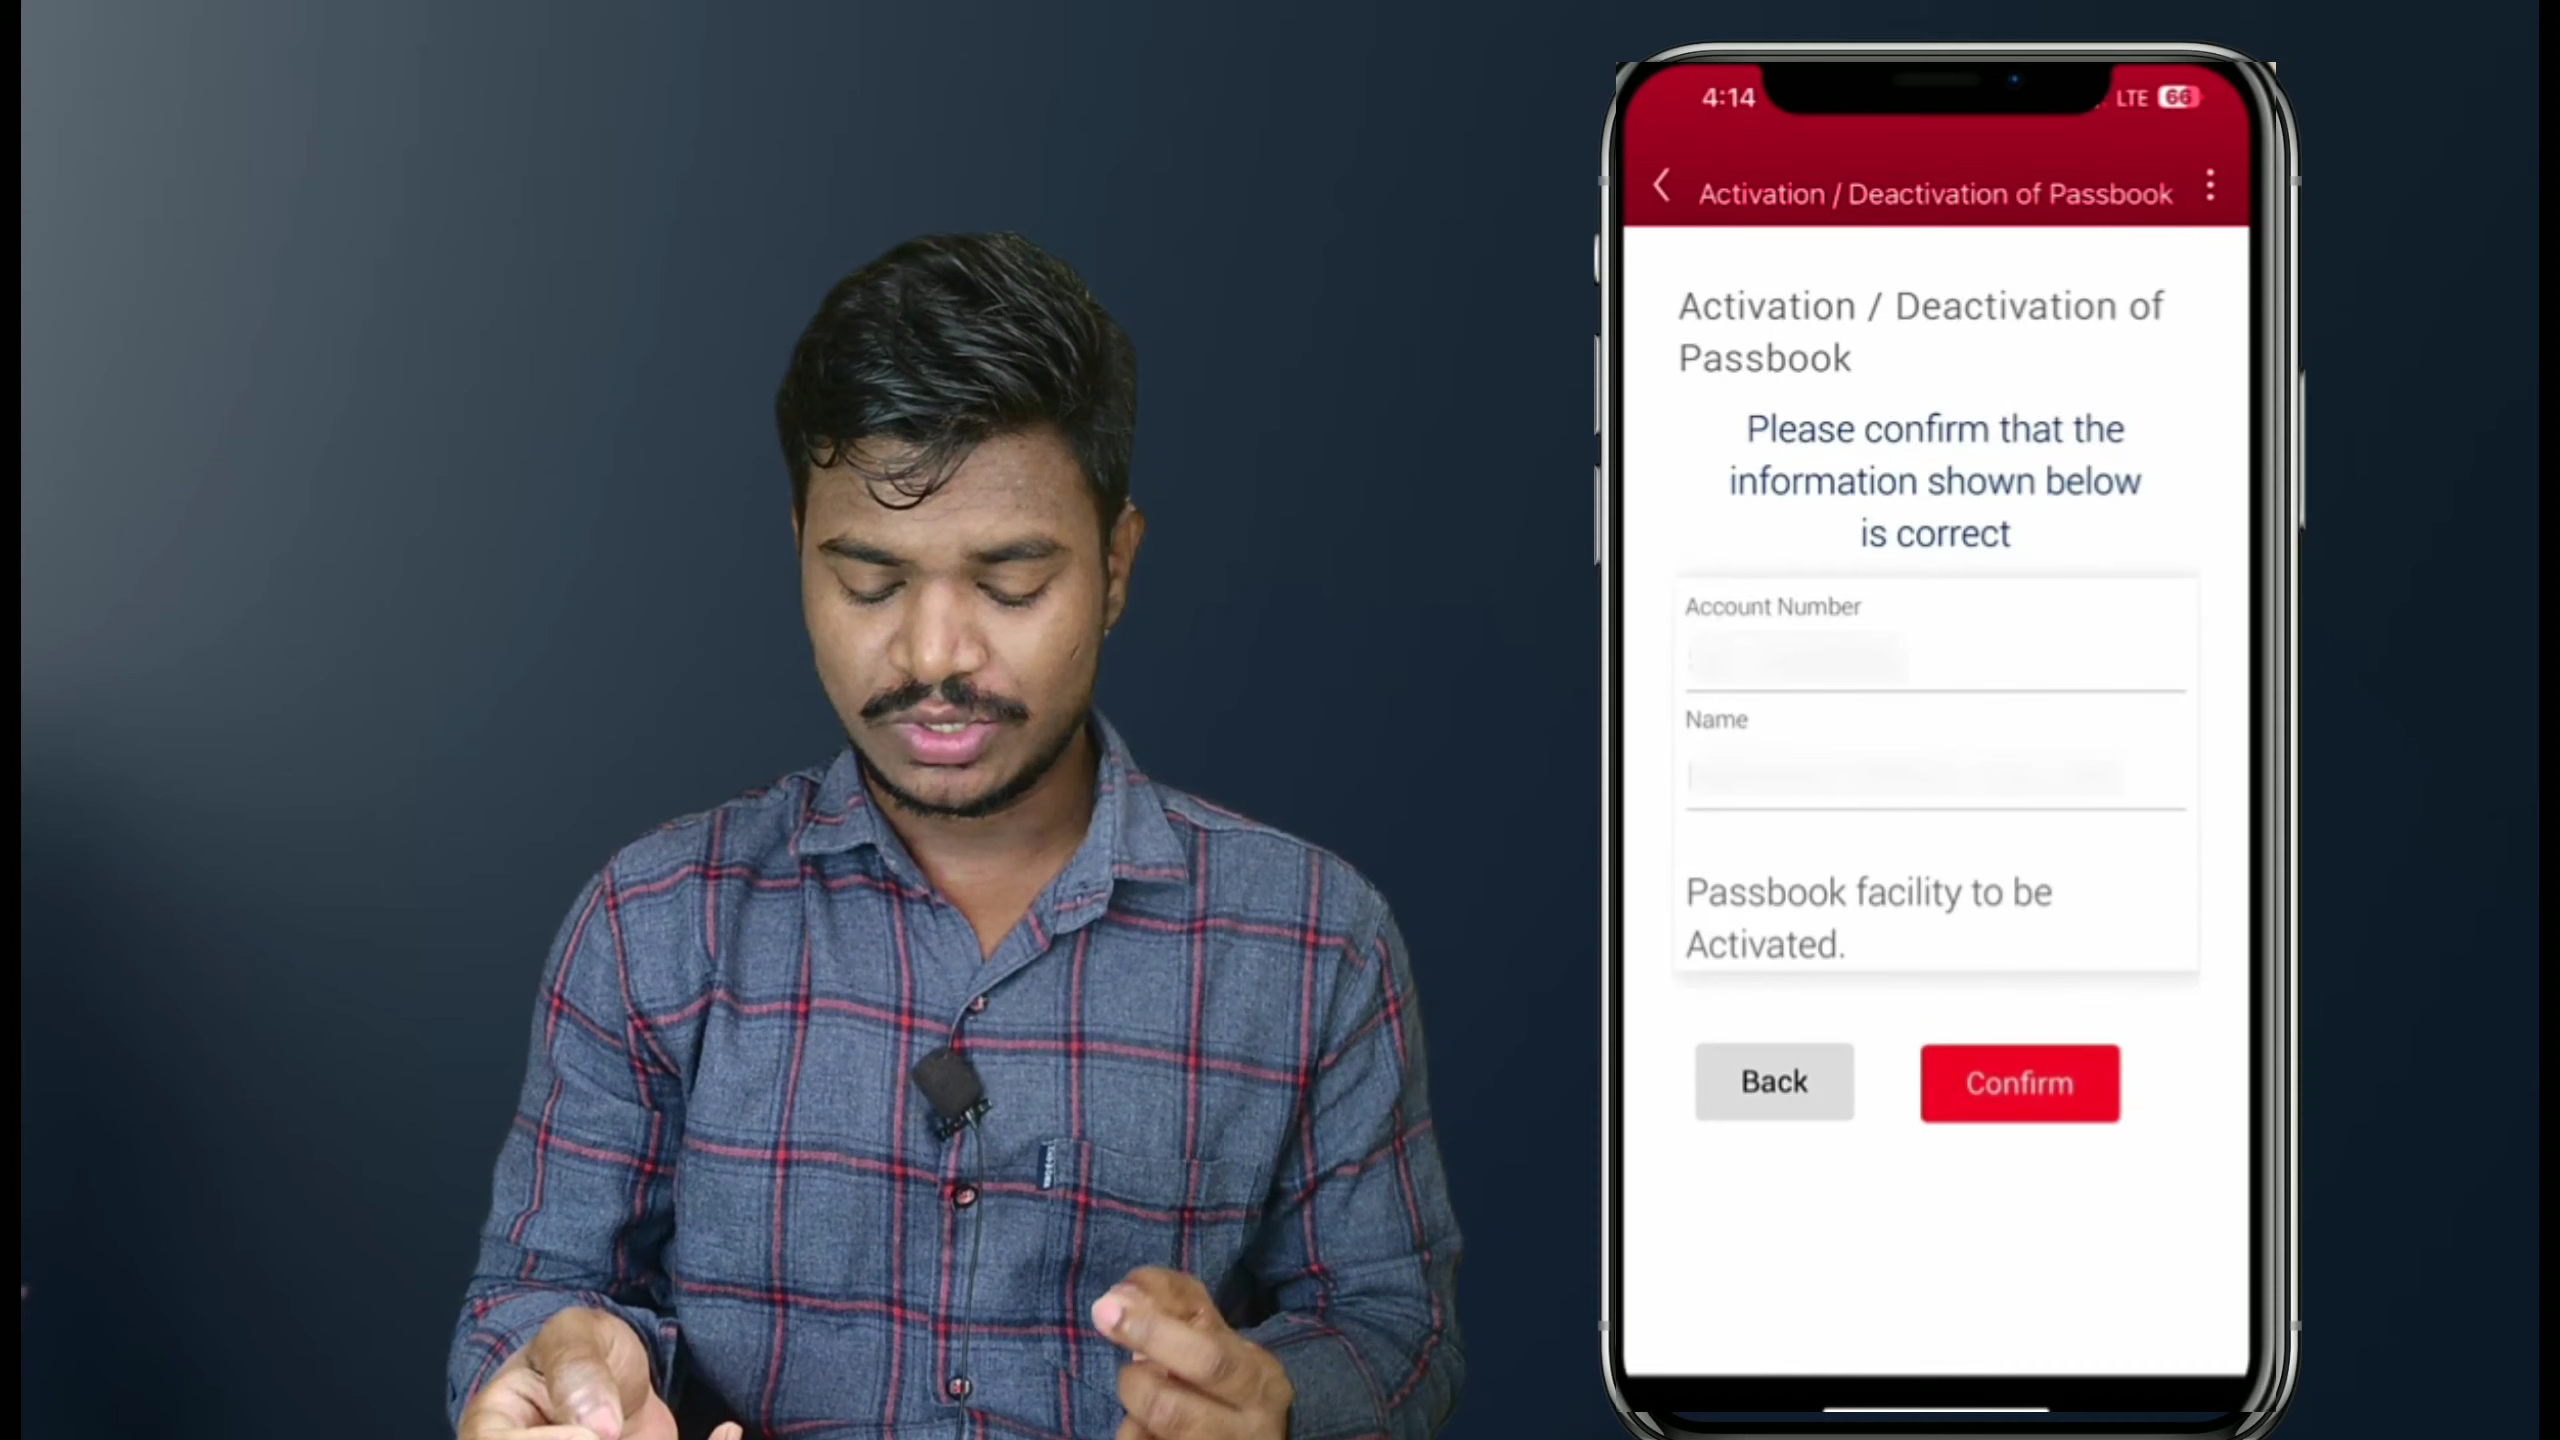 4:14
LTE 66
Activation / Deactivation of Passbook
Activation / Deactivation of
Passbook
Please confirm that the
information shown below
is correct
Account Number
Name
Passbook facility to be
Activated.
Back
Confirm